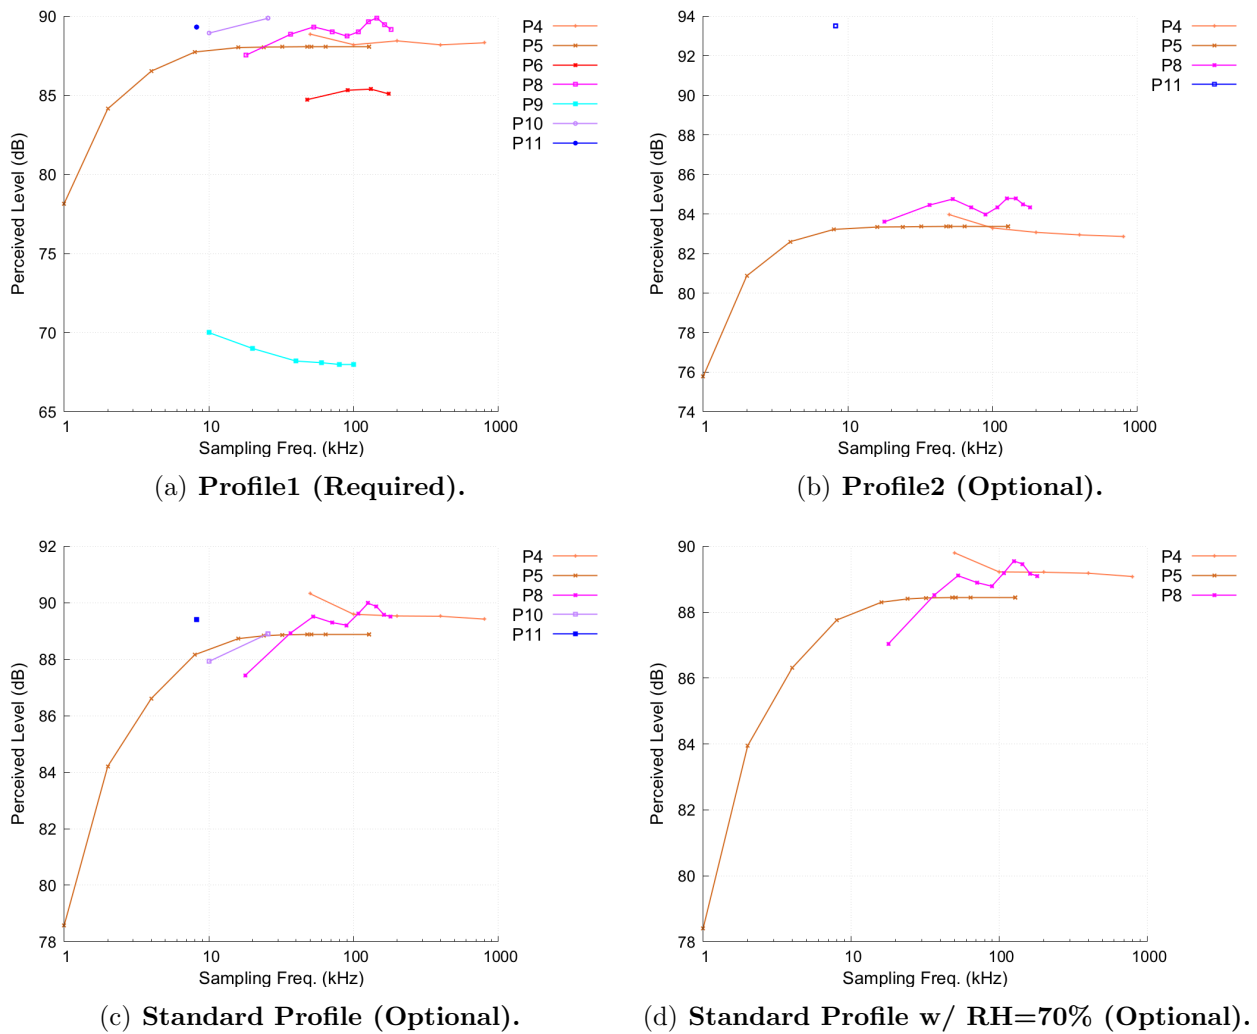 90
85
80
75
70
65
Perceived Level (dB)
1
10
100
1000
Sampling Freq. (kHz)
P4
P5
P6
P8
P9
P10
P11
(a) Profile1 (Required).
94
92
90
88
86
84
82
80
78
76
74
Perceived Level (dB)
1
10
100
1000
Sampling Freq. (kHz)
P4
P5
P8
P11
(b) Profile2 (Optional).
92
90
88
86
84
82
80
78
Perceived Level (dB)
1
10
100
1000
Sampling Freq. (kHz)
P4
P5
P8
P10
P11
(c) Standard Profile (Optional).
90
88
86
84
82
80
78
Perceived Level (dB)
1
10
100
1000
Sampling Freq. (kHz)
P4
P5
P8
(d) Standard Profile w/ RH=70% (Optional).